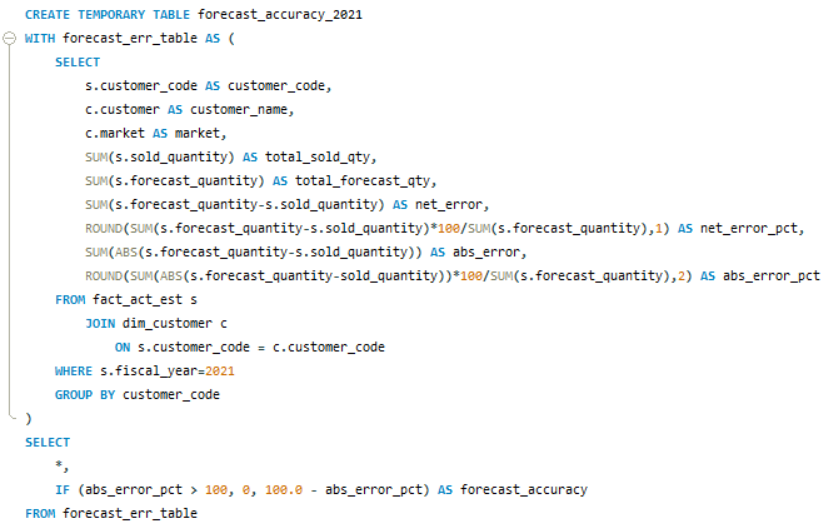 CREATE TEMPORARY TABLE forecast_accuracy_2021
WITH forecast_err_table AS (
SELECT
s.customer_code AS customer_code,
c.customer AS customer_name,
c.market AS market,
SUM(s.sold_quantity) AS total_sold_qty,
SUM(s.forecast_quantity) AS total_forecast_qty,
SUM(s.forecast_quantity-s.sold_quantity) AS net_error,
ROUND(SUM(s.forecast_quantity-s.sold_quantity)*100/SUM(s.forecast_quantity),1) AS net_error_pct,
SUM(ABS(s.forecast_quantity-s.sold_quantity)) AS abs_error,
ROUND(SUM(ABS(s.forecast_quantity-sold_quantity))*100/SUM(s.forecast_quantity),2) AS abs_error_pct
FROM fact_act_est s
JOIN dim_customer c
ON s.customer_code = c.customer_code
WHERE s.fiscal_year=2021
GROUP BY customer_code
)
SELECT
*,
IF (abs_error_pct > 100, 0, 100.0 - abs_error_pct) AS forecast_accuracy
FROM forecast_err_table